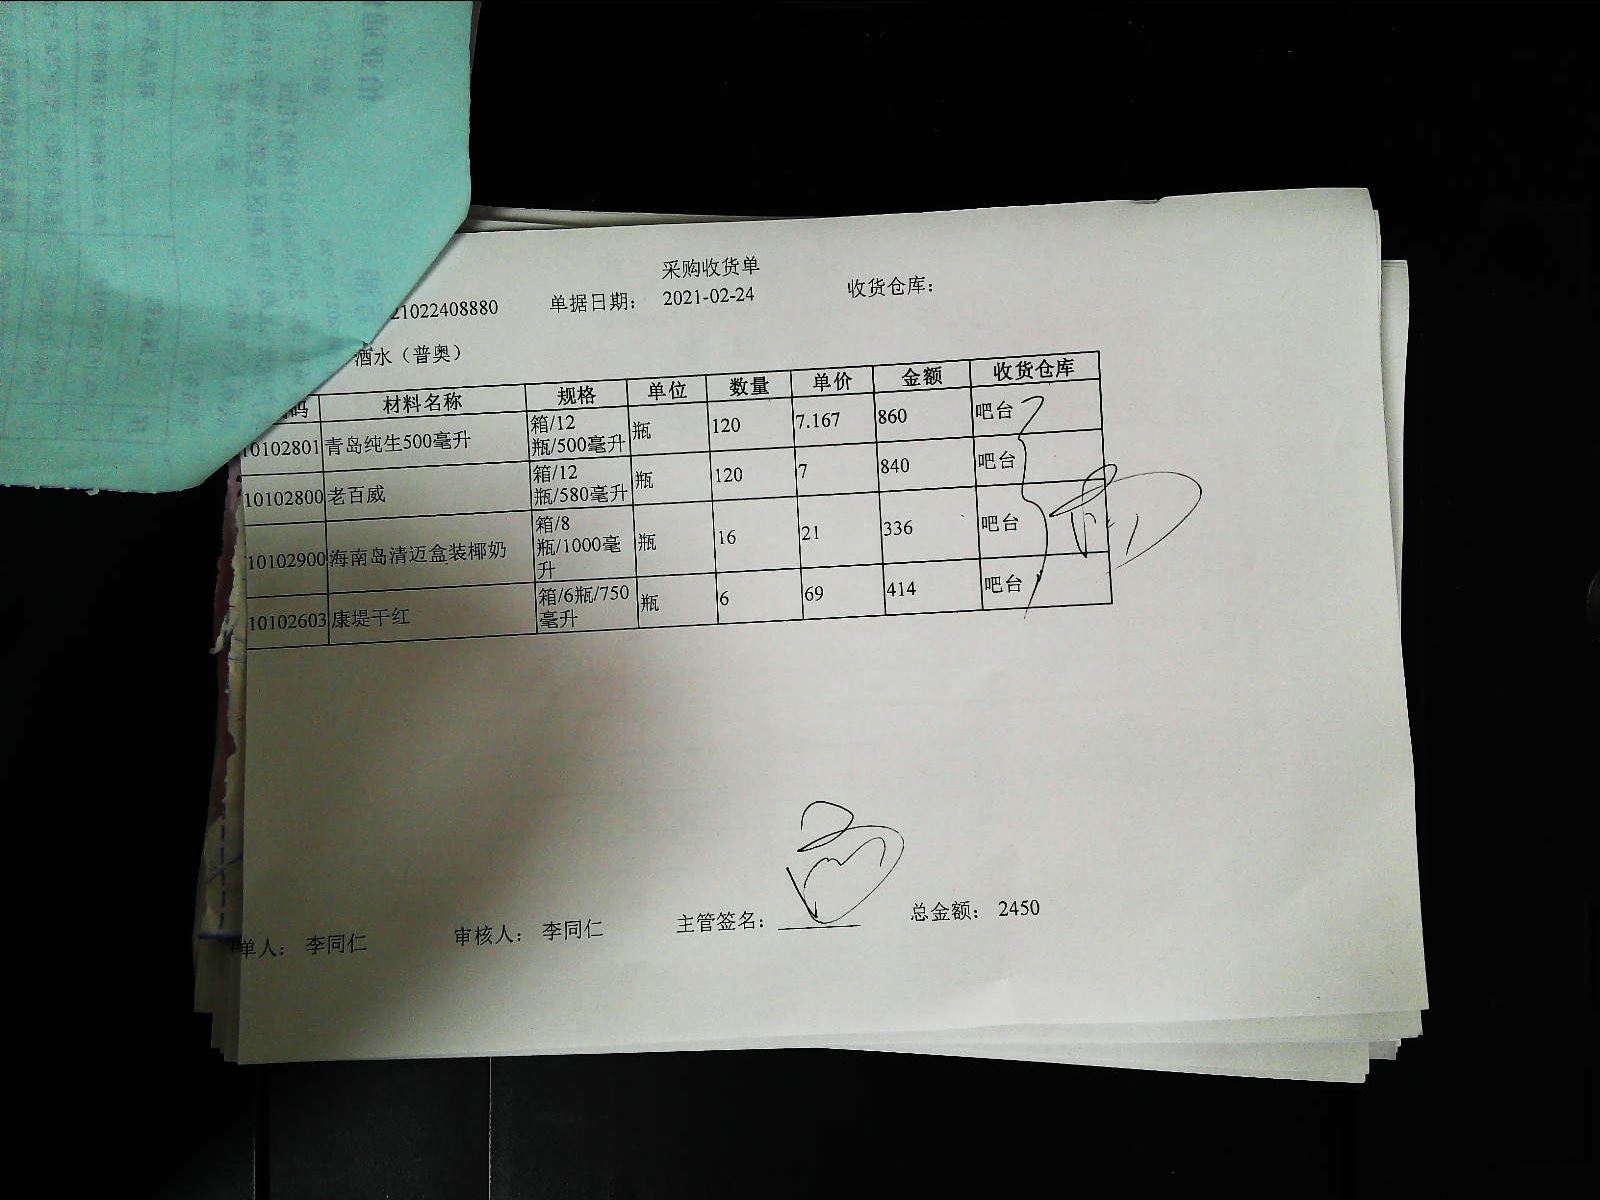 采购收货单
21022408880 单据日期： 2021-02-24 收货仓库：
酒水（普奥）
码 材料名称 规格 单位 数量 单价 金额 收货仓库
10102801 青岛纯生500毫升 箱/12瓶/500毫升 瓶 120 7.167 860 吧台
10102800 老百威 箱/12瓶/580毫升 瓶 120 7 840 吧台
10102900 海南岛清迈盒装椰奶 箱/8瓶/1000毫升 瓶 16 21 336 吧台
10102603 康堤干红 箱/6瓶/750毫升 瓶 6 69 414 吧台
单人： 李同仁 审核人： 李同仁 主管签名： 总金额： 2450